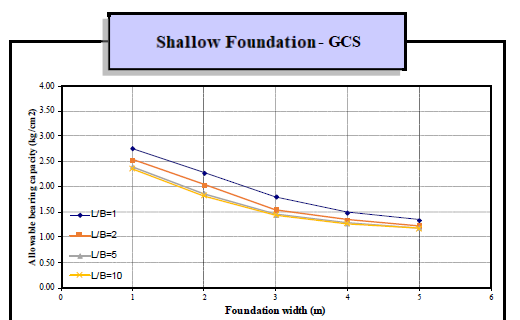 Shallow Foundation - GCS
Allowable bearing capacity (kg/cm2)
4.00
3.50
3.00
2.50
2.00
1.50
1.00
0.50
0.00
L/B=1
L/B=2
L/B=5
L/B=10
0 1 2 3 4 5 6
Foundation width (m)